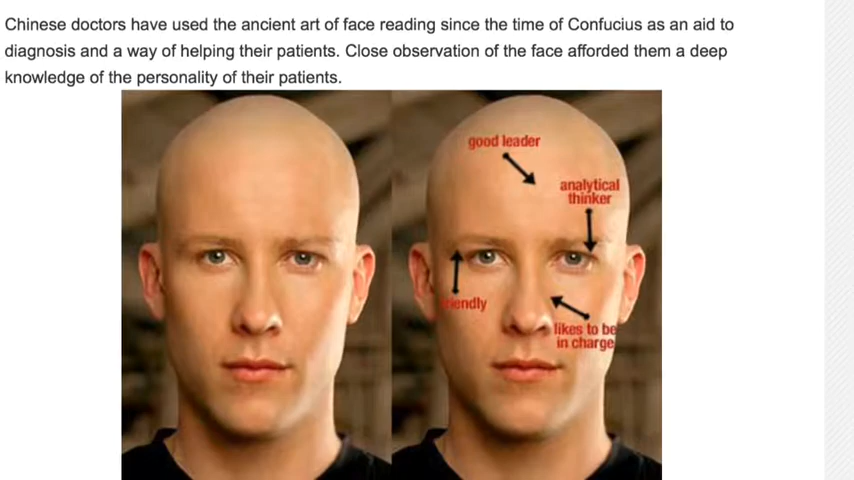 Chinese doctors have used the ancient art of face reading since the time of Confucius as an aid to
diagnosis and a way of helping their patients. Close observation of the face afforded them a deep
knowledge of the personality of their patients.
good leader
analytical
thinker
friendly
likes to be
in charge